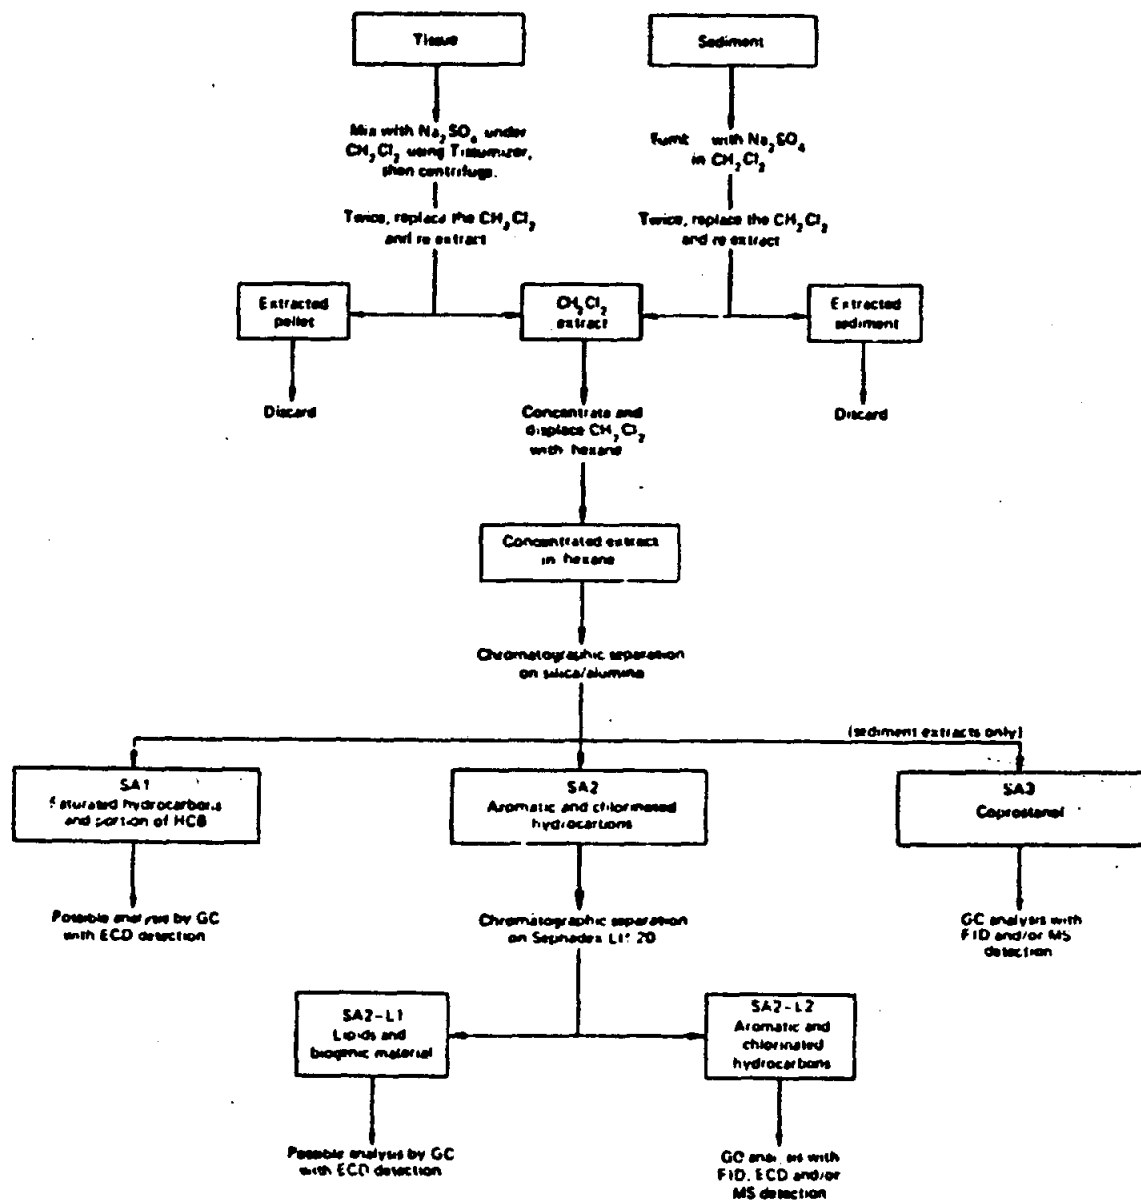 Tissue
Sediment
Mix with Na2SO4 under
CH2Cl2 using Tissumizer,
then centrifuge.
with Na2SO4
in CH2Cl2
Twice, replace the CH2Cl2
and re extract
Twice, replace the CH2Cl2
and re extract
Extracted
pellet
CH2Cl2
extract
Extracted
sediment
Discard
Concentrate and
displace CH2Cl2
with hexane
Discard
Concentrated extract
in hexane
Chromatographic separation
on silica/alumina
(sediment extracts only)
SA1
Saturated hydrocarbons
and portion of HCB
SA2
Aromatic and chlorinated
hydrocarbons
SA3
Coprostanol
Possible analysis by GC
with ECD detection
Chromatographic separation
on Sephadex LH 20
GC analysis with
FID and/or MS
detection
SA2-L1
Lipids and
biogenic material
SA2-L2
Aromatic and
chlorinated
hydrocarbons
Possible analysis by GC
with ECD detection
GC analysis with
FID, ECD and/or
MS detection